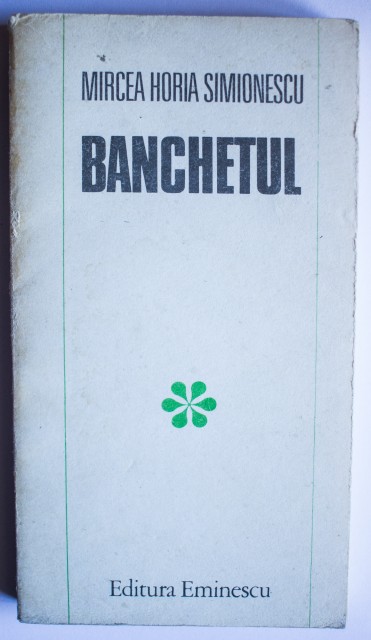 MIRCEA HORIA SIMIONESCU
BANCHETUL
Editura Eminescu